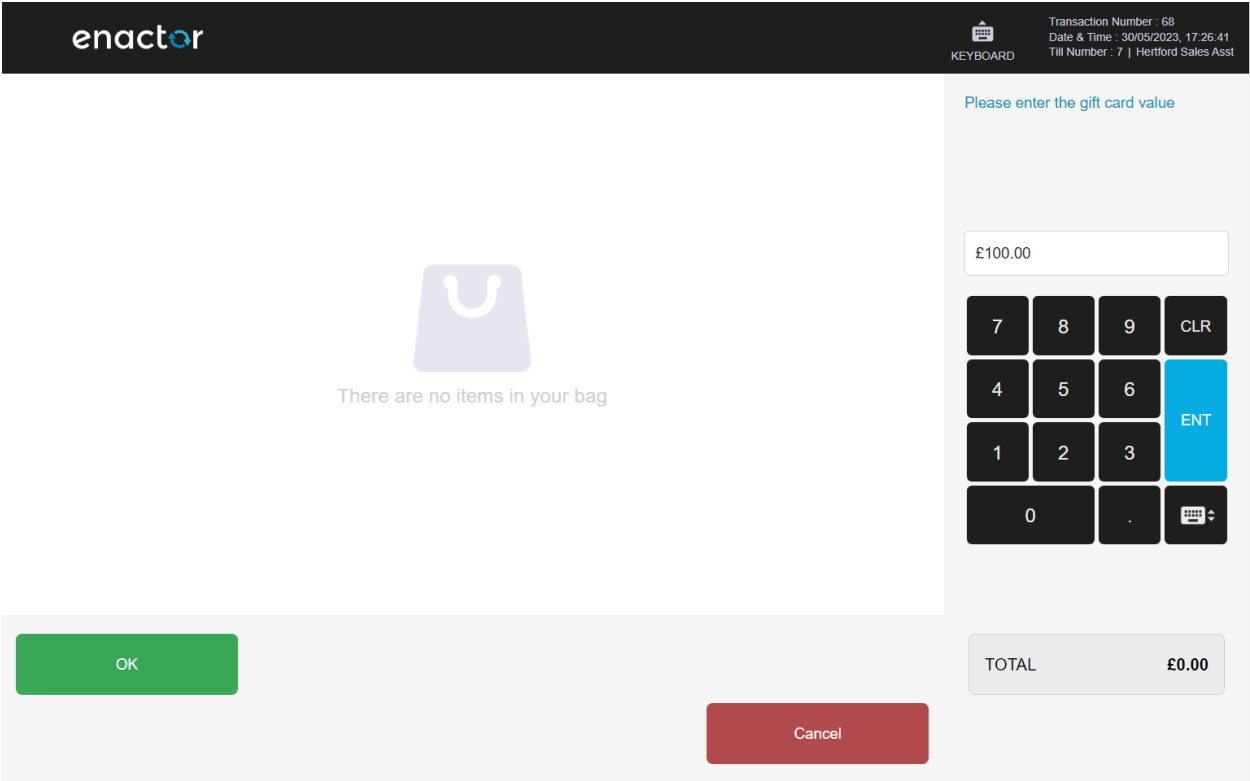 enactor
KEYBOARD
Transaction Number : 68
Date & Time : 30/05/2023, 17:26:41
Till Number : 7 | Hertford Sales Asst
Please enter the gift card value
£100.00
7 8 9 CLR
4 5 6
ENT
1 2 3
0 .
There are no items in your bag
OK
TOTAL £0.00
Cancel